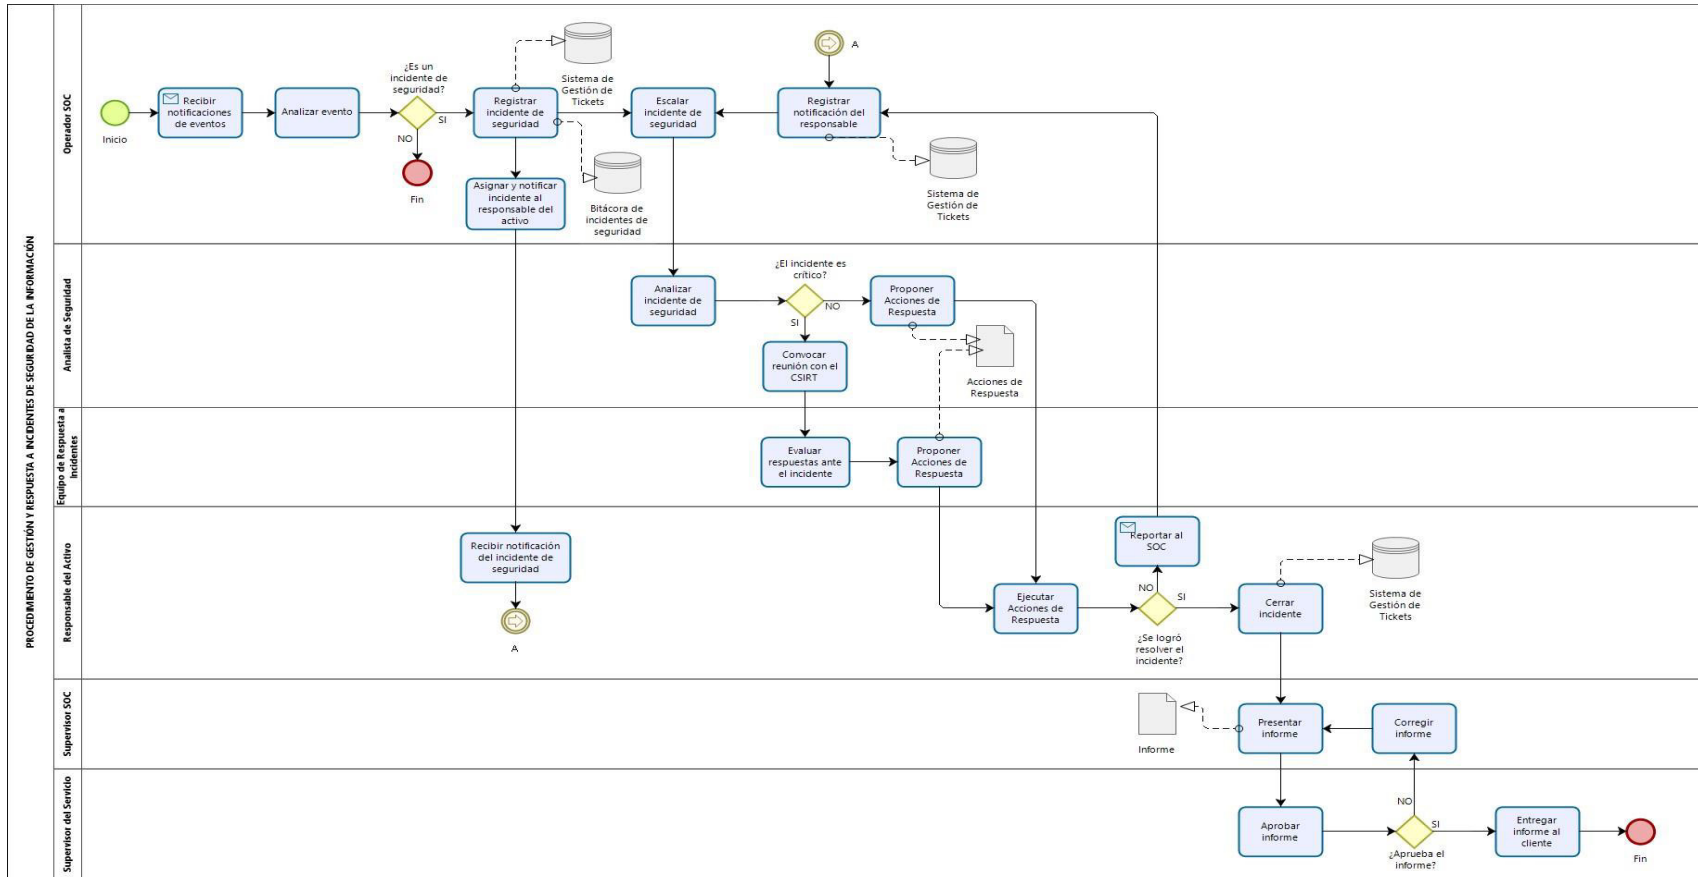 PROCEDIMIENTO DE GESTIÓN Y RESPUESTA A INCIDENTES DE SEGURIDAD DE LA INFORMACIÓN
Operador SOC
Inicio
Recibir
notificaciones
de eventos
Analizar evento
¿Es un
incidente de
seguridad?
SI
NO
Fin
Registrar
incidente de
seguridad
Sistema de
Gestión de
Tickets
Bitácora de
incidentes de
seguridad
Asignar y notificar
incidente al
responsable del
activo
Escalar
incidente de
seguridad
A
Registrar
notificación del
responsable
Sistema de
Gestión de
Tickets
Analista de Seguridad
Analizar
incidente de
seguridad
¿El incidente es
crítico?
NO
SI
Proponer
Acciones de
Respuesta
Convocar
reunión con el
CSIRT
Acciones de
Respuesta
Equipo de Respuesta a
Incidentes
Evaluar
respuestas ante
el incidente
Proponer
Acciones de
Respuesta
Responsable del Activo
Recibir notificación
del incidente de
seguridad
A
Ejecutar
Acciones de
Respuesta
Reportar al
SOC
NO
SI
¿Se logró
resolver el
incidente?
Cerrar
incidente
Sistema de
Gestión de
Tickets
Supervisor SOC
Informe
Presentar
informe
Corregir
informe
Supervisor del Servicio
Aprobar
informe
NO
SI
¿Aprueba el
informe?
Entregar
informe al
cliente
Fin